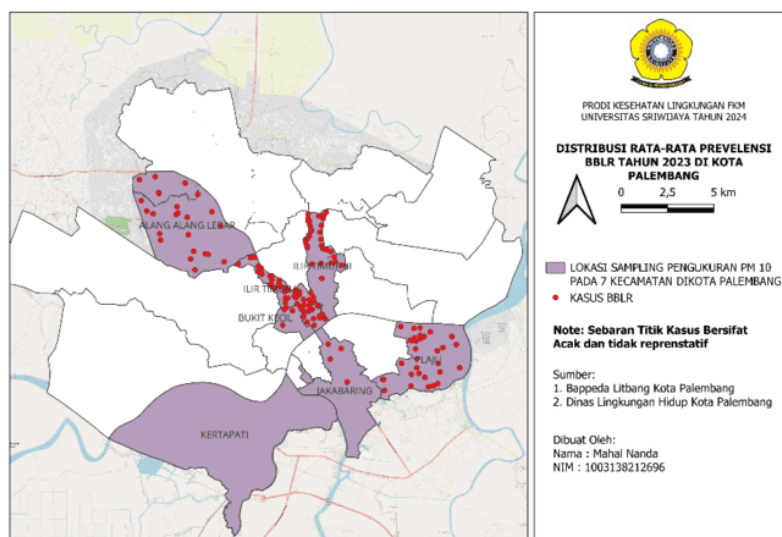 ALANG ALANG LEBAR
ILIR TIMUR
BUKIT KECIL
PLAJU
JAKABARING
KERTAPATI
PRODI KESEHATAN LINGKUNGAN FKM
UNIVERSITAS SRIWIJAYA TAHUN 2024
DISTRIBUSI RATA-RATA PREVELENSI
BBLR TAHUN 2023 DI KOTA
PALEMBANG
0 2,5 5 km
LOKASI SAMPLING PENGUKURAN PM 10
PADA 7 KECAMATAN DIKOTA PALEMBANG
KASUS BBLR
Note: Sebaran Titik Kasus Bersifat
Acak dan tidak reprenstatif
Sumber:
1. Bappeda Litbang Kota Palembang
2. Dinas Lingkungan Hidup Kota Palembang
Dibuat Oleh:
Nama : Mahal Nanda
NIM : 1003138212696